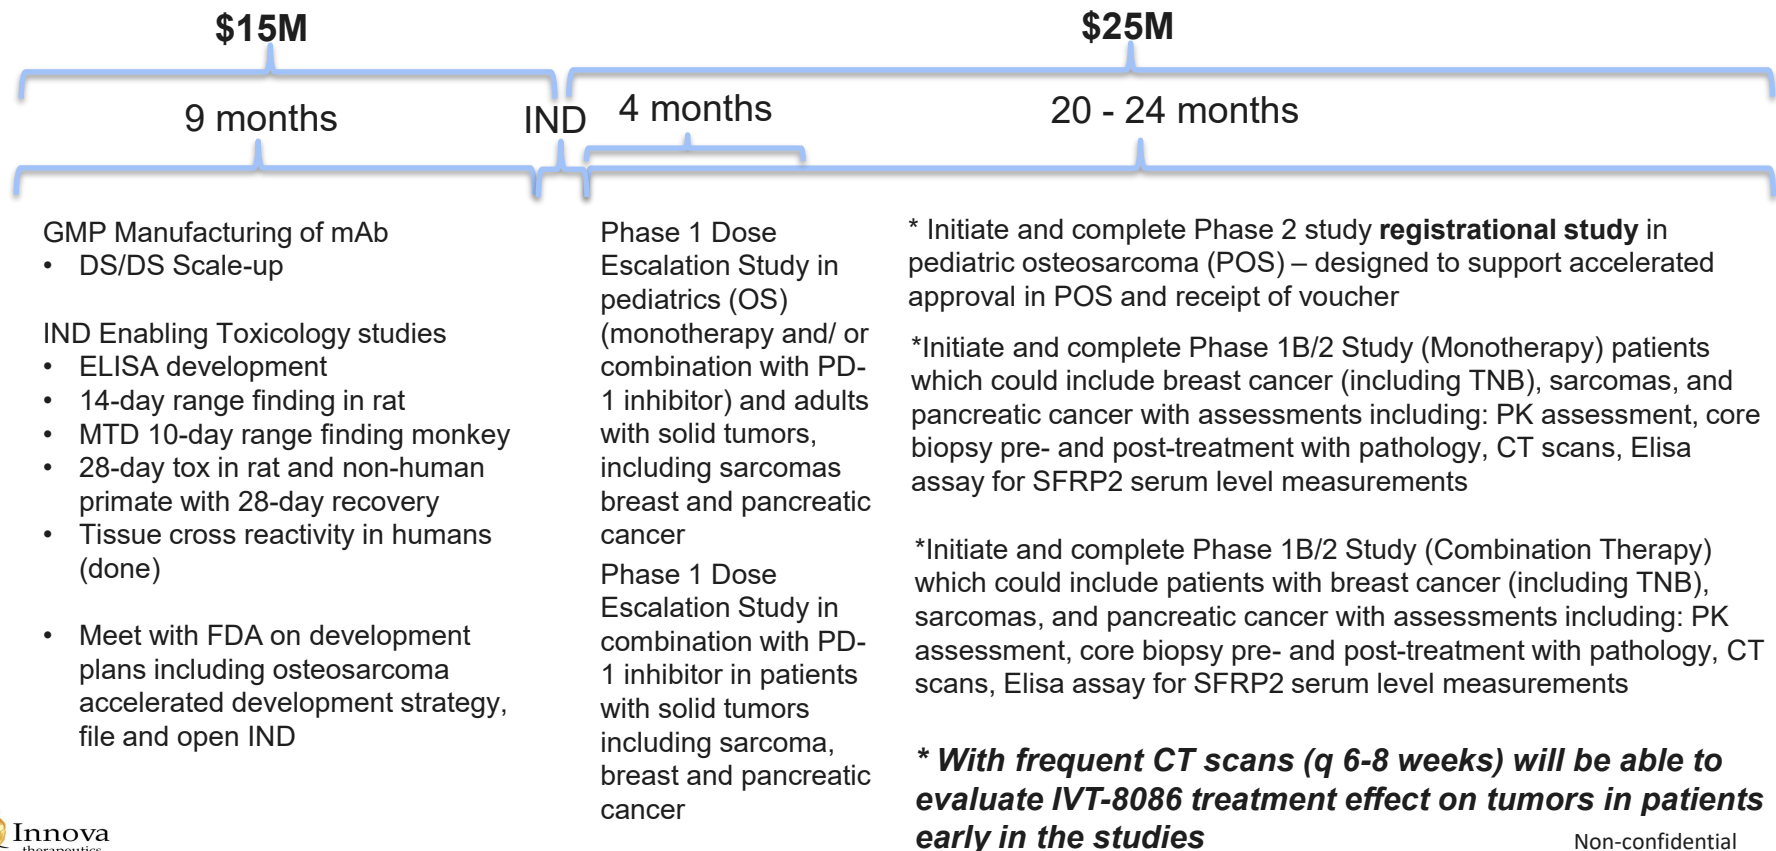 $15M
$25M
9 months
IND
4 months
20 - 24 months
GMP Manufacturing of mAb
• DS/DS Scale-up
IND Enabling Toxicology studies
• ELISA development
• 14-day range finding in rat
• MTD 10-day range finding monkey
• 28-day tox in rat and non-human
primate with 28-day recovery
• Tissue cross reactivity in humans
(done)
• Meet with FDA on development
plans including osteosarcoma
accelerated development strategy,
file and open IND
Phase 1 Dose
Escalation Study in
pediatrics (OS)
(monotherapy and/ or
combination with PD-
1 inhibitor) and adults
with solid tumors,
including sarcomas
breast and pancreatic
cancer
Phase 1 Dose
Escalation Study in
combination with PD-
1 inhibitor in patients
with solid tumors
including sarcoma,
breast and pancreatic
cancer
* Initiate and complete Phase 2 study registrational study in
pediatric osteosarcoma (POS) – designed to support accelerated
approval in POS and receipt of voucher
*Initiate and complete Phase 1B/2 Study (Monotherapy) patients
which could include breast cancer (including TNB), sarcomas, and
pancreatic cancer with assessments including: PK assessment, core
biopsy pre- and post-treatment with pathology, CT scans, Elisa
assay for SFRP2 serum level measurements
*Initiate and complete Phase 1B/2 Study (Combination Therapy)
which could include patients with breast cancer (including TNB),
sarcomas, and pancreatic cancer with assessments including: PK
assessment, core biopsy pre- and post-treatment with pathology, CT
scans, Elisa assay for SFRP2 serum level measurements
* With frequent CT scans (q 6-8 weeks) will be able to
evaluate IVT-8086 treatment effect on tumors in patients
early in the studies
Innova
therapeutics
Non-confidential